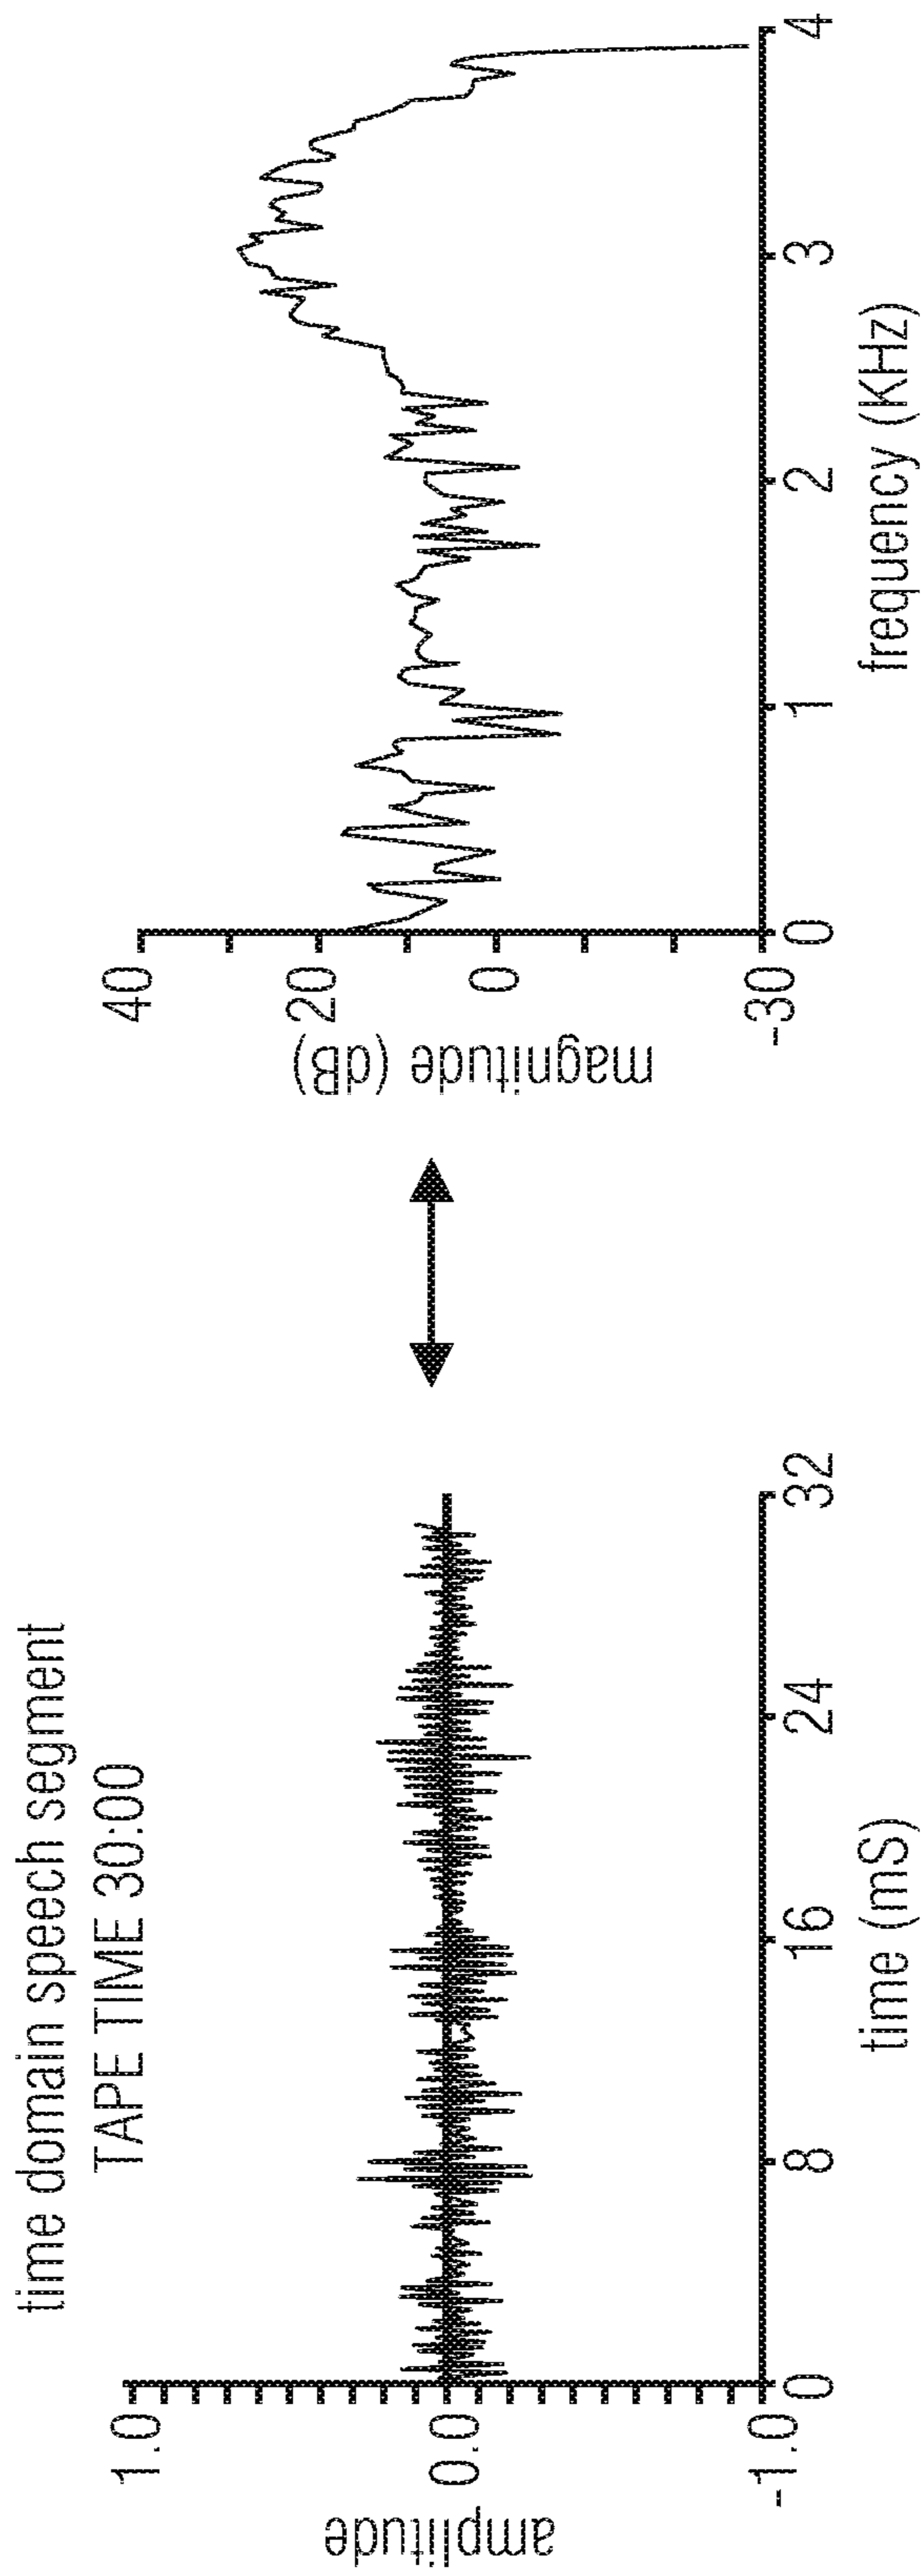 time domain speech segment
TAPE TIME 30:00
1.0
0.0
-1.0
amplitude
0
8
16
24
32
time (mS)
40
20
0
-30
magnitude (dB)
0
1
2
3
4
frequency (KHz)